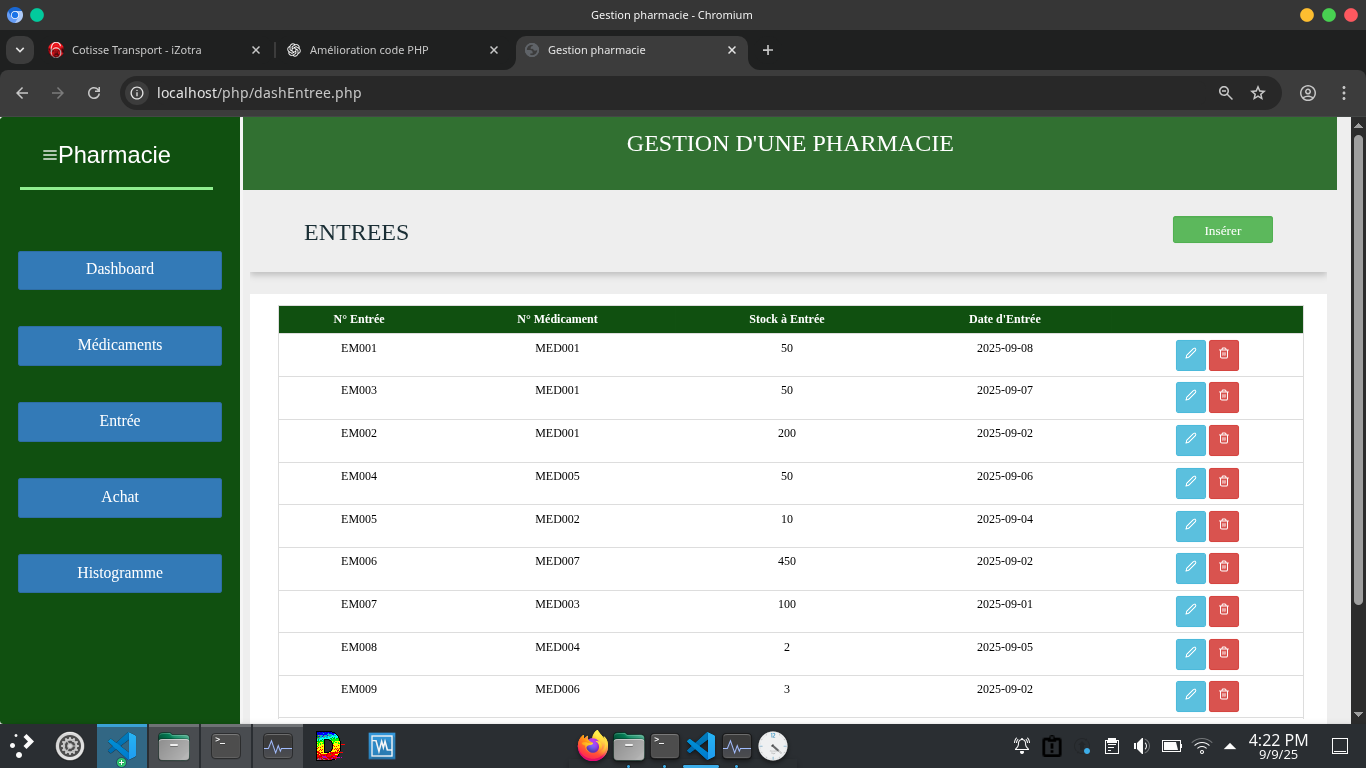 Gestion pharmacie - Chromium
Cotisse Transport - iZotra
Amélioration code PHP
Gestion pharmacie
localhost/php/dashEntree.php
Pharmacie
GESTION D'UNE PHARMACIE
ENTREES
Insérer
Dashboard
Médicaments
Entrée
Achat
Histogramme
N° Entrée N° Médicament Stock à Entrée Date d'Entrée
EM001 MED001 50 2025-09-08
EM003 MED001 50 2025-09-07
EM002 MED001 200 2025-09-02
EM004 MED005 50 2025-09-06
EM005 MED002 10 2025-09-04
EM006 MED007 450 2025-09-02
EM007 MED003 100 2025-09-01
EM008 MED004 2 2025-09-05
EM009 MED006 3 2025-09-02
4:22 PM
9/9/25